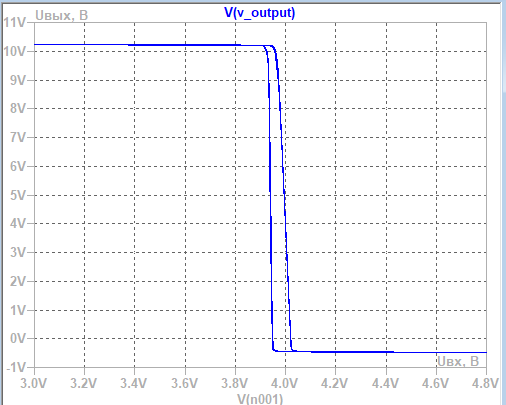 V(v_output)
11V
Uвых, В
10V
9V
8V
7V
6V
5V
4V
3V
2V
1V
0V
-1V
Uвх, В
3.0V 3.2V 3.4V 3.6V 3.8V 4.0V 4.2V 4.4V 4.6V 4.8V
V(n001)